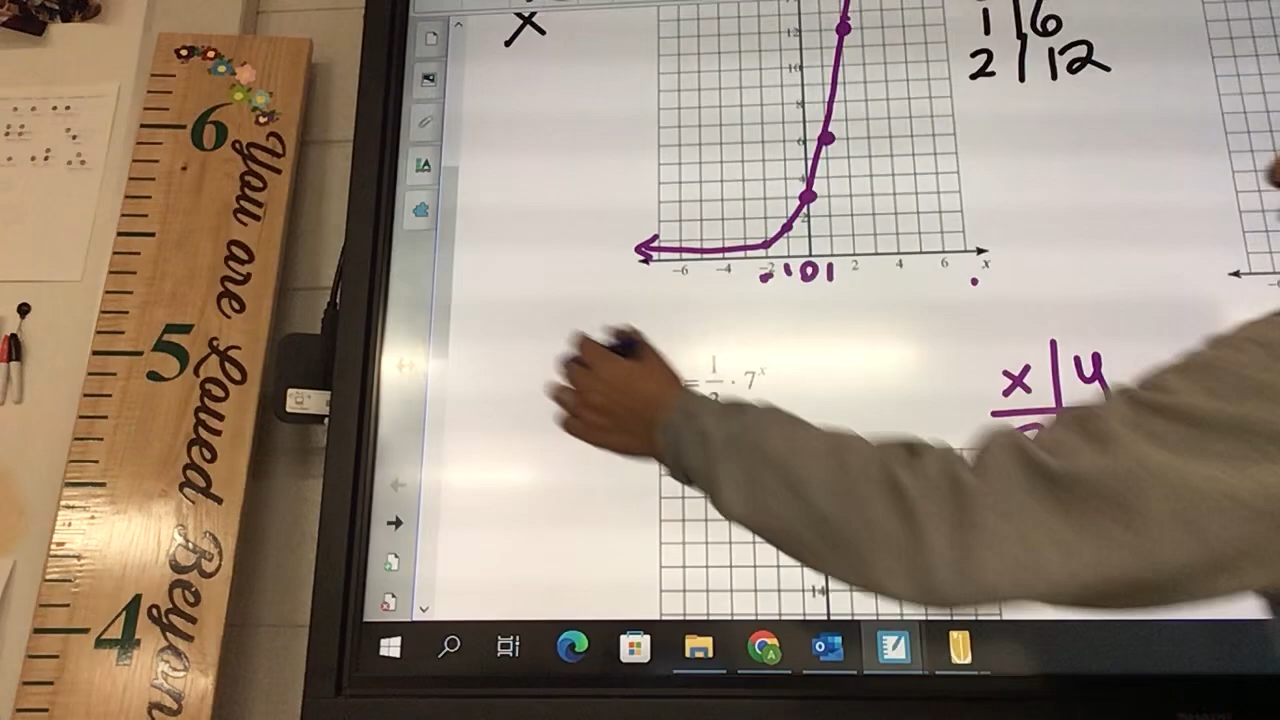 X
1 | 6
2 | 12
12
10
8
6
4
2
-6 -4 -2 2 4 6 x
-1 0 1
= 1/2 · 7^x
x | y
14
6
5
4
You are Loved Beyon
A